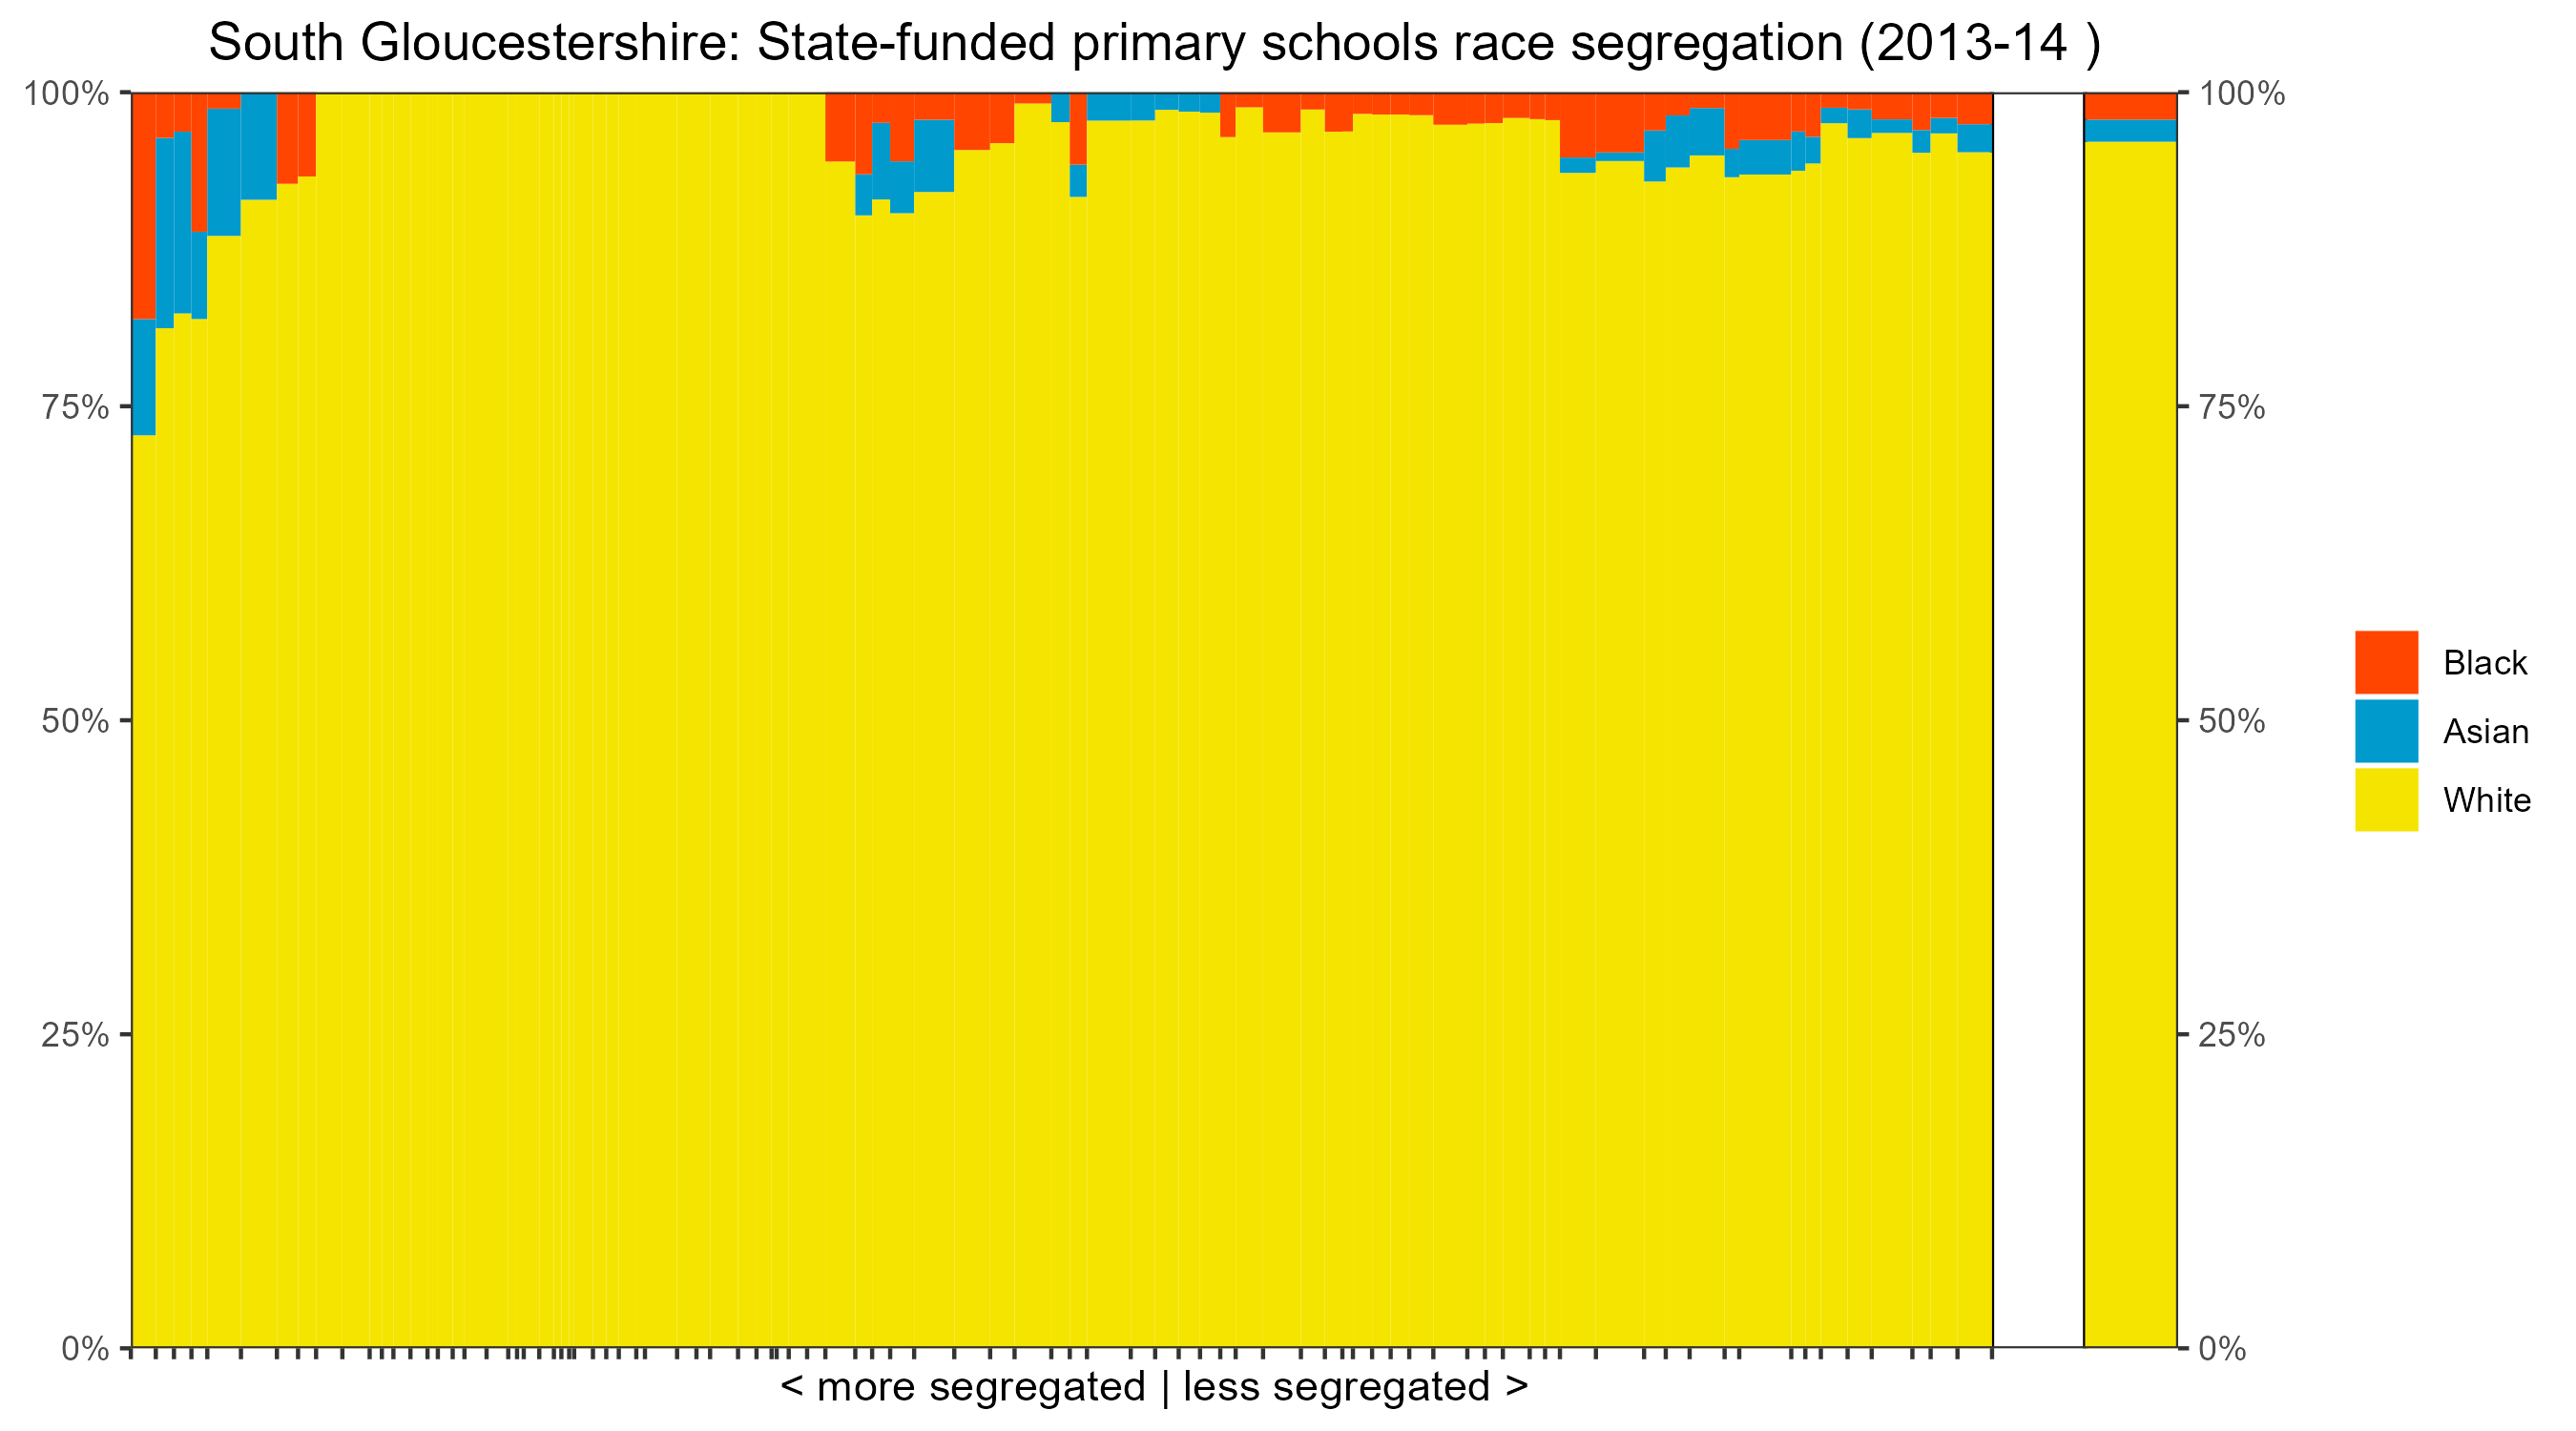 South Gloucestershire: State-funded primary schools race segregation (2013-14 )
100%
75%
50%
25%
0%
100%
75%
50%
25%
0%
Black
Asian
White
< more segregated | less segregated >